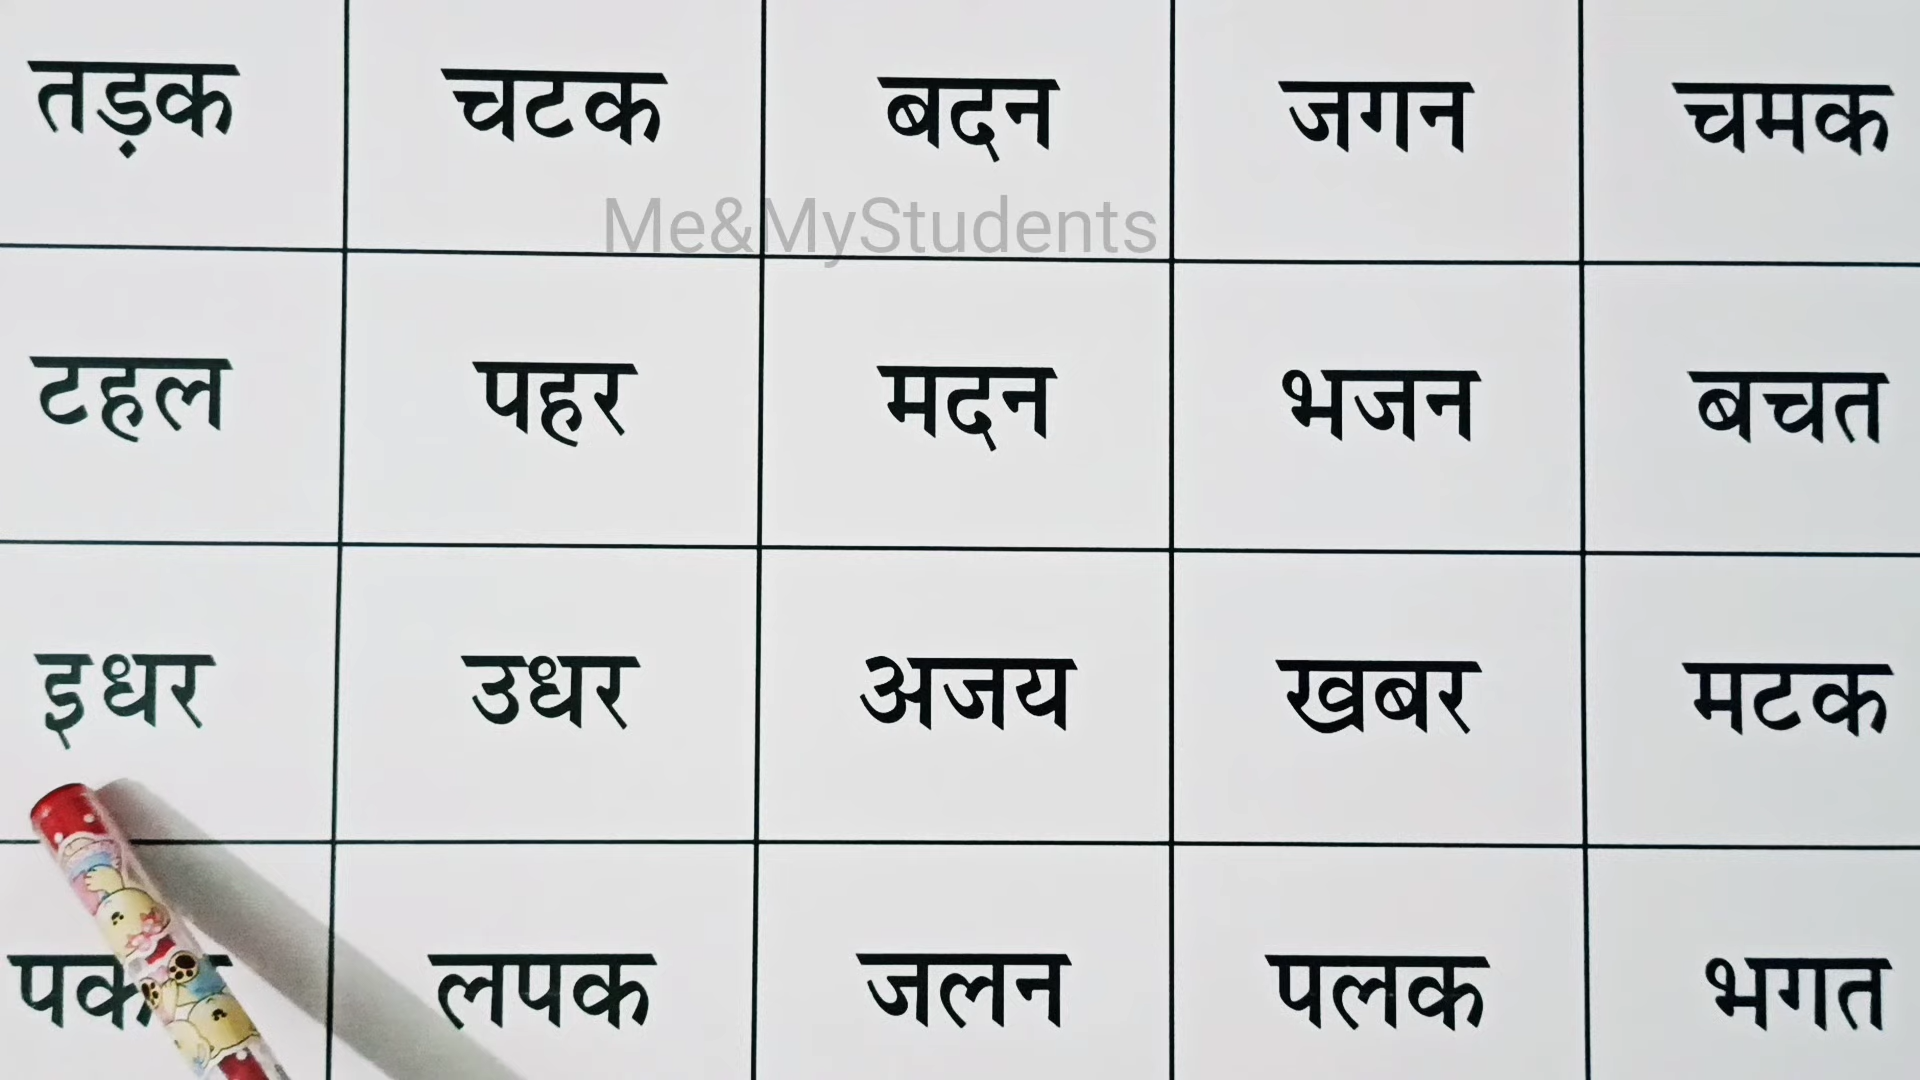 तड़क चटक बदन जगन चमक
Me&MyStudents
टहल पहर मदन भजन बचत
इधर उधर अजय खबर मटक
लपक जलन पलक भगत